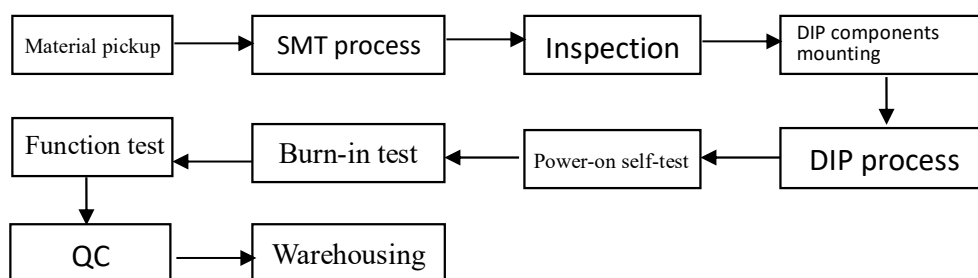 Material pickup
SMT process
Inspection
DIP components
mounting
Function test
Burn-in test
Power-on self-test
DIP process
QC
Warehousing